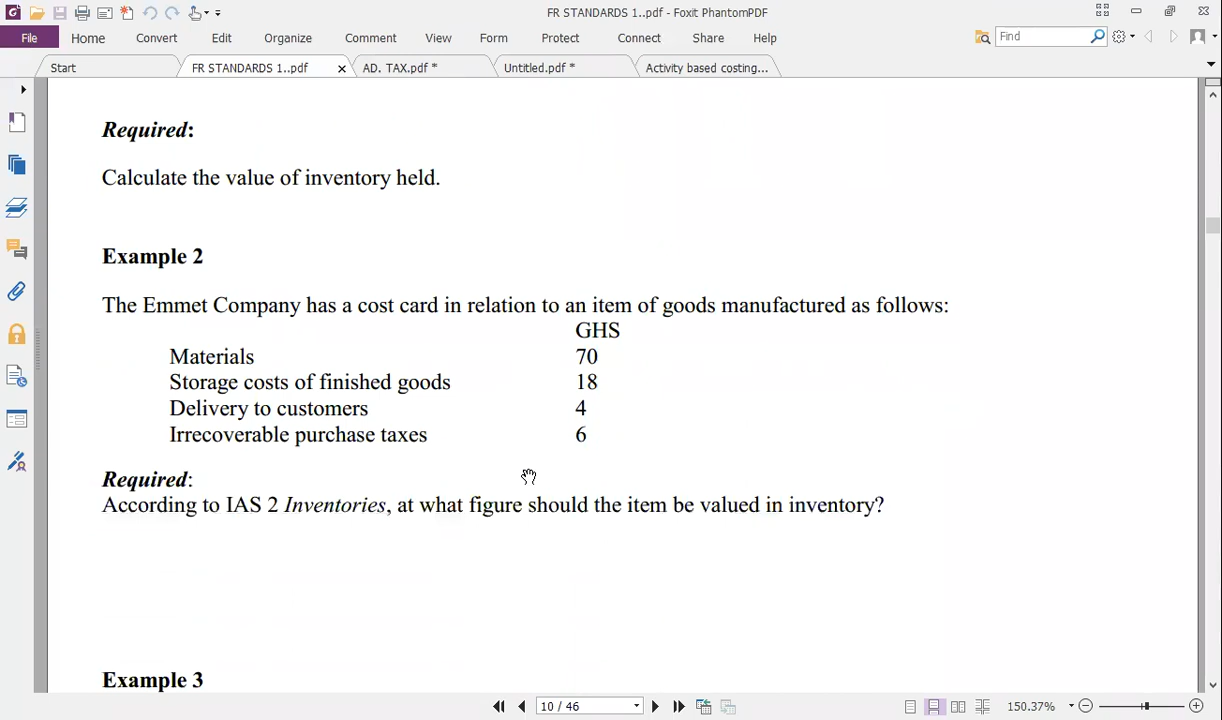 FR STANDARDS 1..pdf - Foxit PhantomPDF
File Home Convert Edit Organize Comment View Form Protect Connect Share Help Find
Start FR STANDARDS 1..pdf AD. TAX.pdf * Untitled.pdf * Activity based costing...
Required:
Calculate the value of inventory held.
Example 2
The Emmet Company has a cost card in relation to an item of goods manufactured as follows:
GHS
Materials 70
Storage costs of finished goods 18
Delivery to customers 4
Irrecoverable purchase taxes 6
Required:
According to IAS 2 Inventories, at what figure should the item be valued in inventory?
Example 3
10 / 46 150.37%